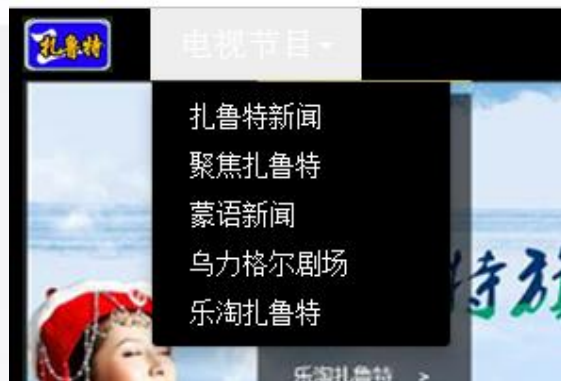 扎鲁特
电视节目
扎鲁特新闻
聚焦扎鲁特
蒙语新闻
乌力格尔剧场
乐淘扎鲁特
特旗
乐淘扎鲁特 >